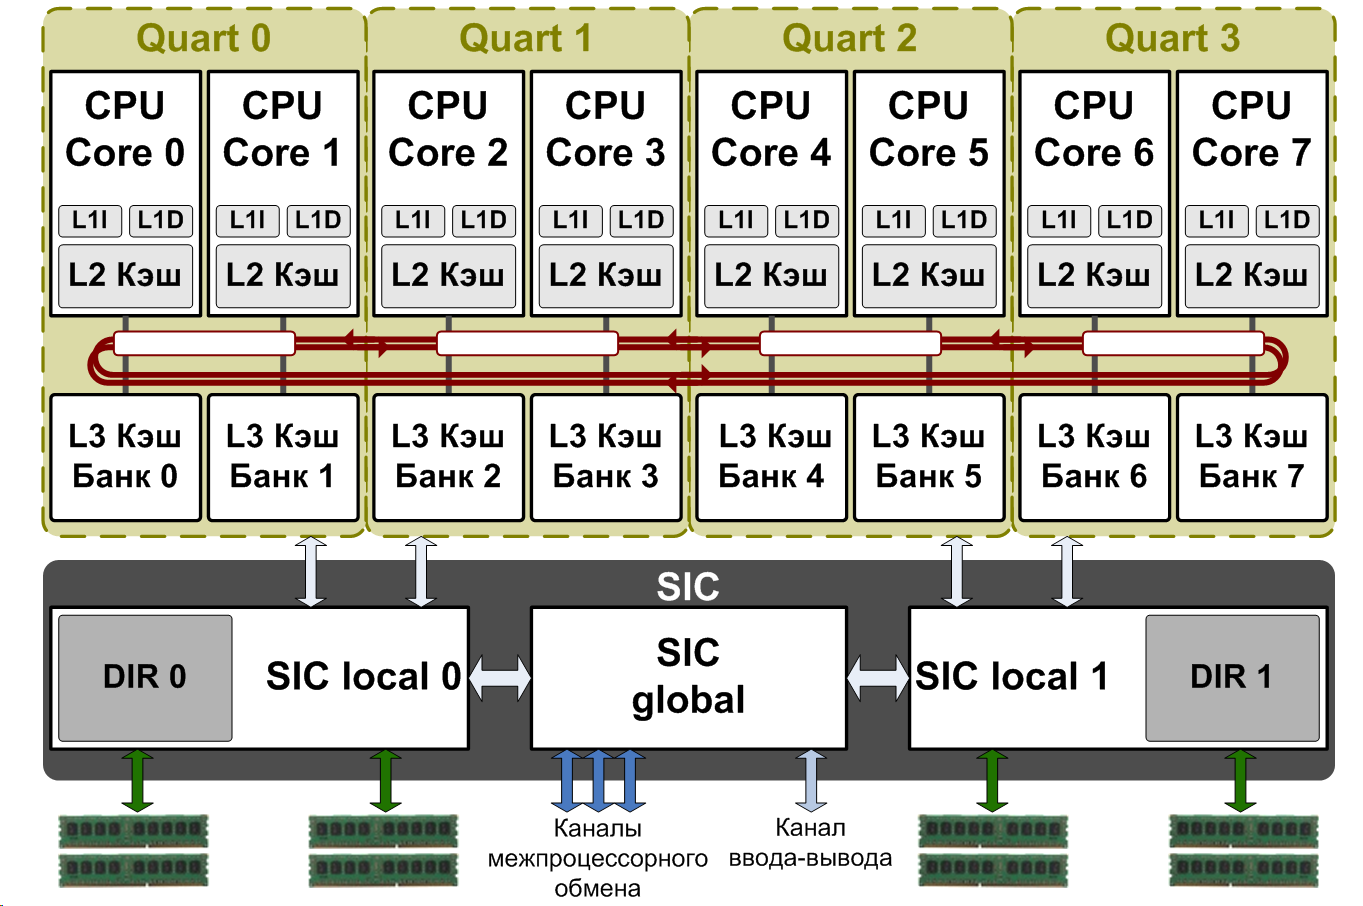 Quart 0
Quart 1
Quart 2
Quart 3
CPU
Core 0
CPU
Core 1
CPU
Core 2
CPU
Core 3
CPU
Core 4
CPU
Core 5
CPU
Core 6
CPU
Core 7
L1I
L1D
L1I
L1D
L1I
L1D
L1I
L1D
L1I
L1D
L1I
L1D
L1I
L1D
L1I
L1D
L2 Кэш
L2 Кэш
L2 Кэш
L2 Кэш
L2 Кэш
L2 Кэш
L2 Кэш
L2 Кэш
L3 Кэш
Банк 0
L3 Кэш
Банк 1
L3 Кэш
Банк 2
L3 Кэш
Банк 3
L3 Кэш
Банк 4
L3 Кэш
Банк 5
L3 Кэш
Банк 6
L3 Кэш
Банк 7
SIC
DIR 0
SIC local 0
SIC
global
SIC local 1
DIR 1
Каналы
межпроцессорного
обмена
Канал
ввода-вывода